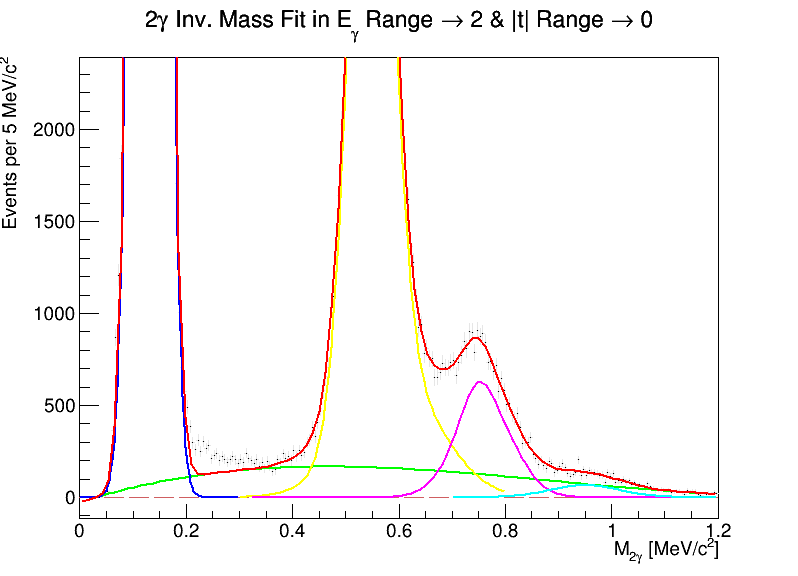 2γ Inv. Mass Fit in Eγ Range → 2 & |t| Range → 0
Events per 5 MeV/c²
2000
1500
1000
500
0
0 0.2 0.4 0.6 0.8 1 1.2
M2γ [MeV/c²]